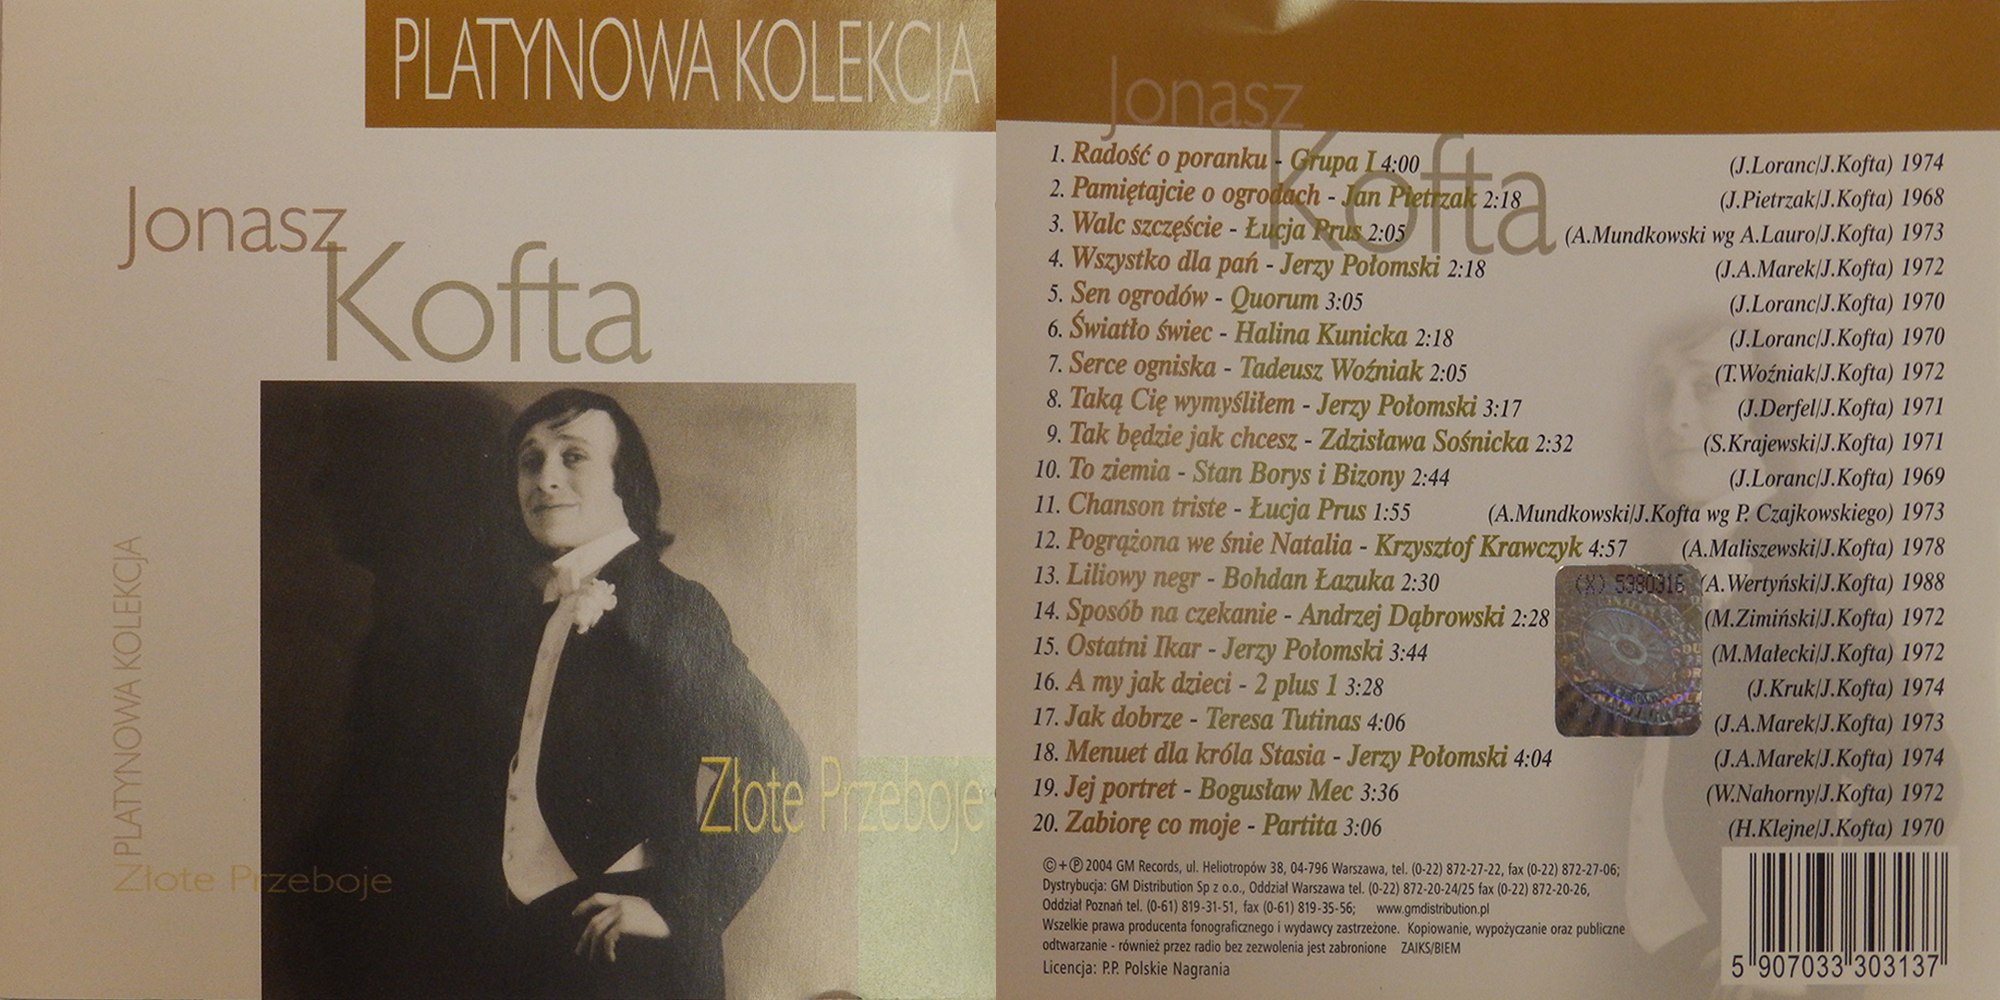 PLATYNOWA KOLEKCJA
Jonasz
Kofta
PLATYNOWA KOLEKCJA
Złote Przeboje
Złote Przeboje
Jonasz
Kofta
1. Radość o poranku - Grupa I 4:00 (J.Loranc/J.Kofta) 1974
2. Pamiętajcie o ogrodach - Jan Pietrzak 2:18 (J.Pietrzak/J.Kofta) 1968
3. Walc szczęście - Łucja Prus 2:05 (A.Mundkowski wg A.Lauro/J.Kofta) 1973
4. Wszystko dla pań - Jerzy Połomski 2:18 (J.A.Marek/J.Kofta) 1972
5. Sen ogrodów - Quorum 3:05 (J.Loranc/J.Kofta) 1970
6. Światło świec - Halina Kunicka 2:18 (J.Loranc/J.Kofta) 1970
7. Serce ogniska - Tadeusz Woźniak 2:05 (T.Woźniak/J.Kofta) 1972
8. Taką Cię wymyśliłem - Jerzy Połomski 3:17 (J.Derfel/J.Kofta) 1971
9. Tak będzie jak chcesz - Zdzisława Sośnicka 2:32 (S.Krajewski/J.Kofta) 1971
10. To ziemia - Stan Borys i Bizony 2:44 (J.Loranc/J.Kofta) 1969
11. Chanson triste - Łucja Prus 1:55 (A.Mundkowski/J.Kofta wg P. Czajkowskiego) 1973
12. Pogrążona we śnie Natalia - Krzysztof Krawczyk 4:57 (A.Maliszewski/J.Kofta) 1978
13. Liliowy negr - Bohdan Łazuka 2:30 (A.Wertyński/J.Kofta) 1988
(X) 5380316
14. Sposób na czekanie - Andrzej Dąbrowski 2:28 (M.Zimiński/J.Kofta) 1972
15. Ostatni Ikar - Jerzy Połomski 3:44 (M.Małecki/J.Kofta) 1972
16. A my jak dzieci - 2 plus 1 3:28 (J.Kruk/J.Kofta) 1974
17. Jak dobrze - Teresa Tutinas 4:06 (J.A.Marek/J.Kofta) 1973
18. Menuet dla króla Stasia - Jerzy Połomski 4:04 (J.A.Marek/J.Kofta) 1974
19. Jej portret - Bogusław Mec 3:36 (W.Nahorny/J.Kofta) 1972
20. Zabiorę co moje - Partita 3:06 (H.Klejne/J.Kofta) 1970
©+℗ 2004 GM Records, ul. Heliotropów 38, 04-796 Warszawa, tel. (0-22) 872-27-22, fax (0-22) 872-27-06;
Dystrybucja: GM Distribution Sp z o.o., Oddział Warszawa tel. (0-22) 872-20-24/25 fax (0-22) 872-20-26,
Oddział Poznań tel. (0-61) 819-31-51, fax (0-61) 819-35-56; www.gmdistribution.pl
Wszelkie prawa producenta fonograficznego i wydawcy zastrzeżone. Kopiowanie, wypożyczanie oraz publiczne
odtwarzanie - również przez radio bez zezwolenia jest zabronione ZAIKS/BIEM
Licencja: P.P. Polskie Nagrania
5 907033 303137